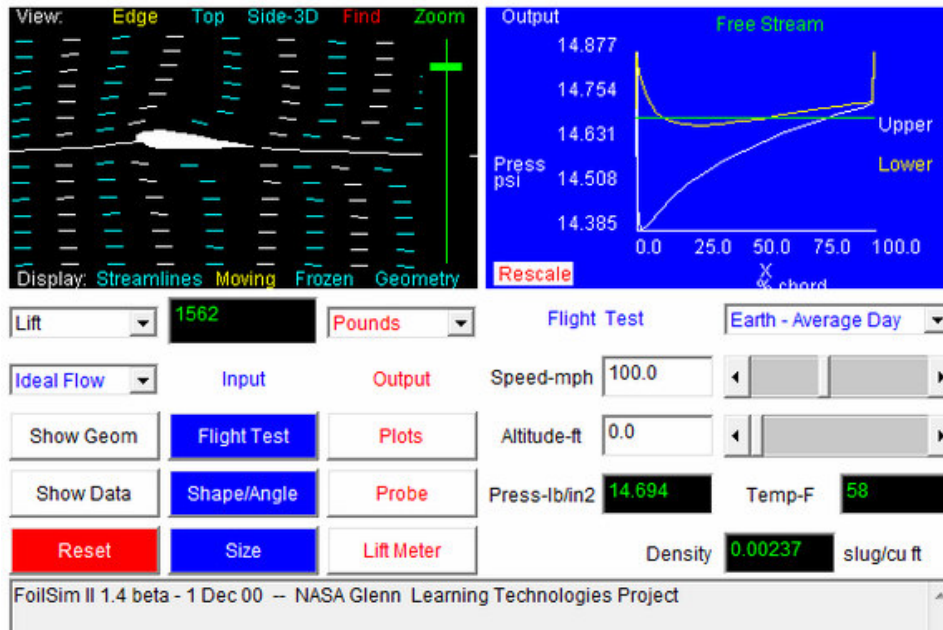 View: Edge Top Side-3D Find Zoom
Display: Streamlines Moving Frozen Geometry
Output
Free Stream
14.877
14.754
14.631
14.508
14.385
Press
psi
Upper
Lower
0.0 25.0 50.0 75.0 100.0
X
% chord
Rescale
Lift 1562 Pounds
Flight Test Earth - Average Day
Ideal Flow Input Output
Speed-mph 100.0
Show Geom Flight Test Plots
Altitude-ft 0.0
Show Data Shape/Angle Probe
Press-lb/in2 14.694 Temp-F 58
Reset Size Lift Meter
Density 0.00237 slug/cu ft
FoilSim II 1.4 beta - 1 Dec 00 -- NASA Glenn Learning Technologies Project